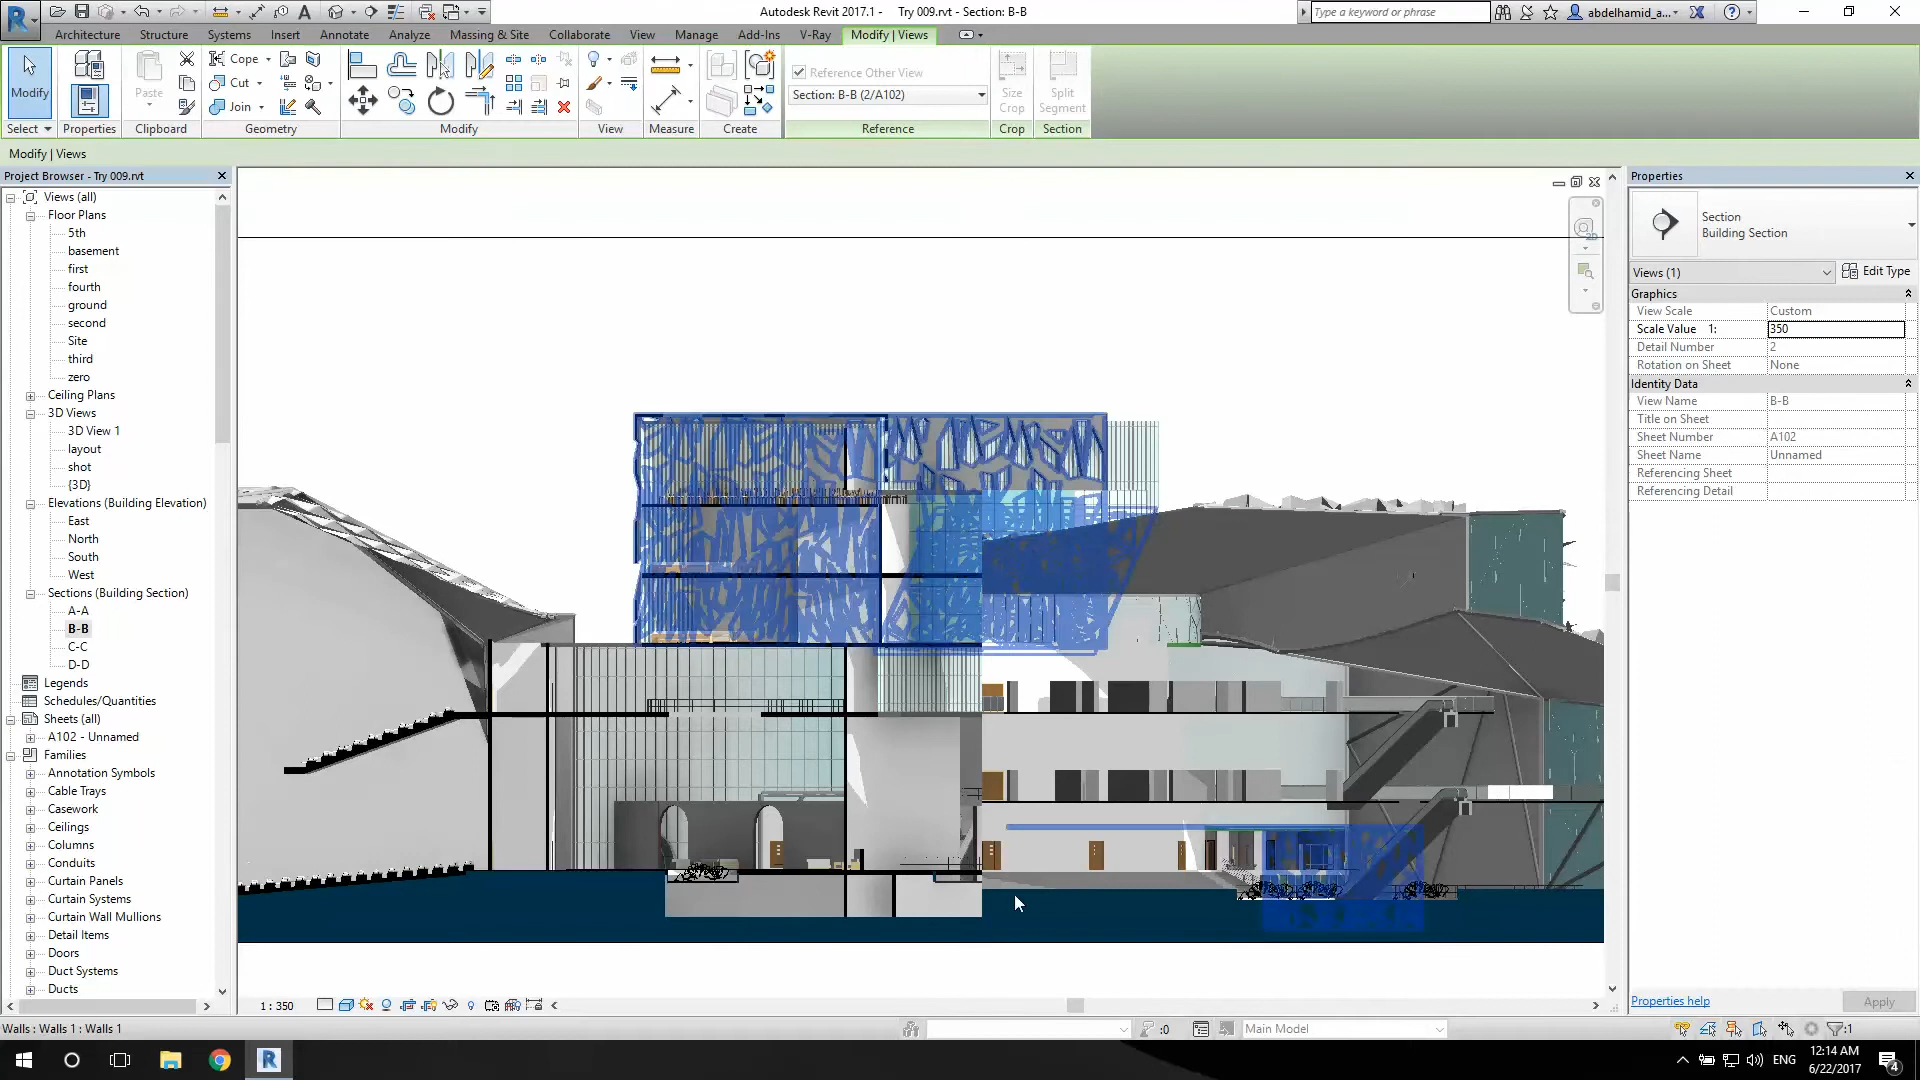 Autodesk Revit 2017.1 - Try 009.rvt - Section: B-B
Type a keyword or phrase
abdelhamid_a...
Architecture Structure Systems Insert Annotate Analyze Massing & Site Collaborate View Manage Add-Ins V-Ray Modify | Views
Modify
Paste
Cope
Cut
Join
Reference Other View
Section: B-B (2/A102)
Size Crop
Split Segment
Select Properties Clipboard Geometry Modify View Measure Create Reference Crop Section
Modify | Views
Project Browser - Try 009.rvt
Views (all)
Floor Plans
5th
basement
first
fourth
ground
second
Site
third
zero
Ceiling Plans
3D Views
3D View 1
layout
shot
{3D}
Elevations (Building Elevation)
East
North
South
West
Sections (Building Section)
A-A
B-B
C-C
D-D
Legends
Schedules/Quantities
Sheets (all)
A102 - Unnamed
Families
Annotation Symbols
Cable Trays
Casework
Ceilings
Columns
Conduits
Curtain Panels
Curtain Systems
Curtain Wall Mullions
Detail Items
Doors
Duct Systems
Ducts
2D
Properties
Section
Building Section
Views (1)
Edit Type
Graphics
View Scale Custom
Scale Value 1: 350
Detail Number 2
Rotation on Sheet None
Identity Data
View Name B-B
Title on Sheet
Sheet Number A102
Sheet Name Unnamed
Referencing Sheet
Referencing Detail
Properties help
Apply
1 : 350
Walls : Walls 1 : Walls 1
:0
Main Model
:1
ENG
12:14 AM
6/22/2017
4